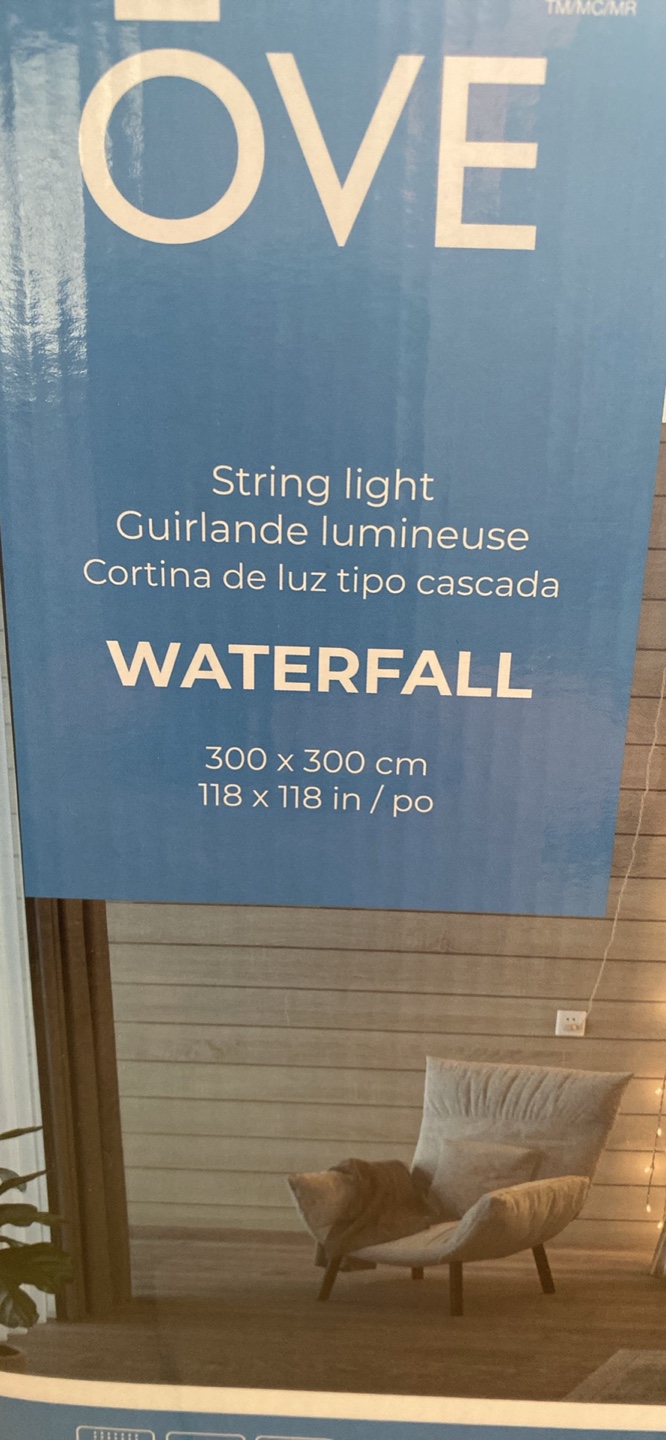 TM/MC/MR
ŌVE
String light
Guirlande lumineuse
Cortina de luz tipo cascada
WATERFALL
300 x 300 cm
118 x 118 in / po